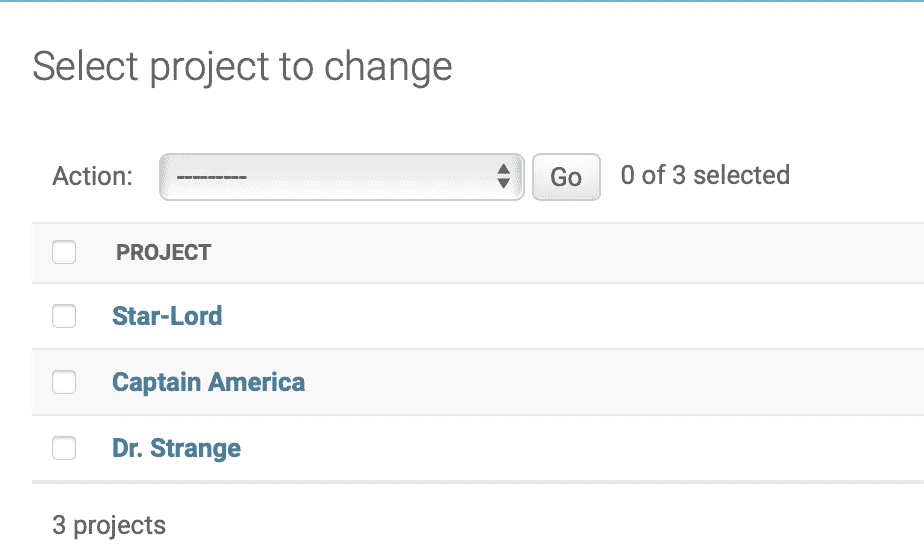 Select project to change
Action: --------- Go 0 of 3 selected
PROJECT
Star-Lord
Captain America
Dr. Strange
3 projects